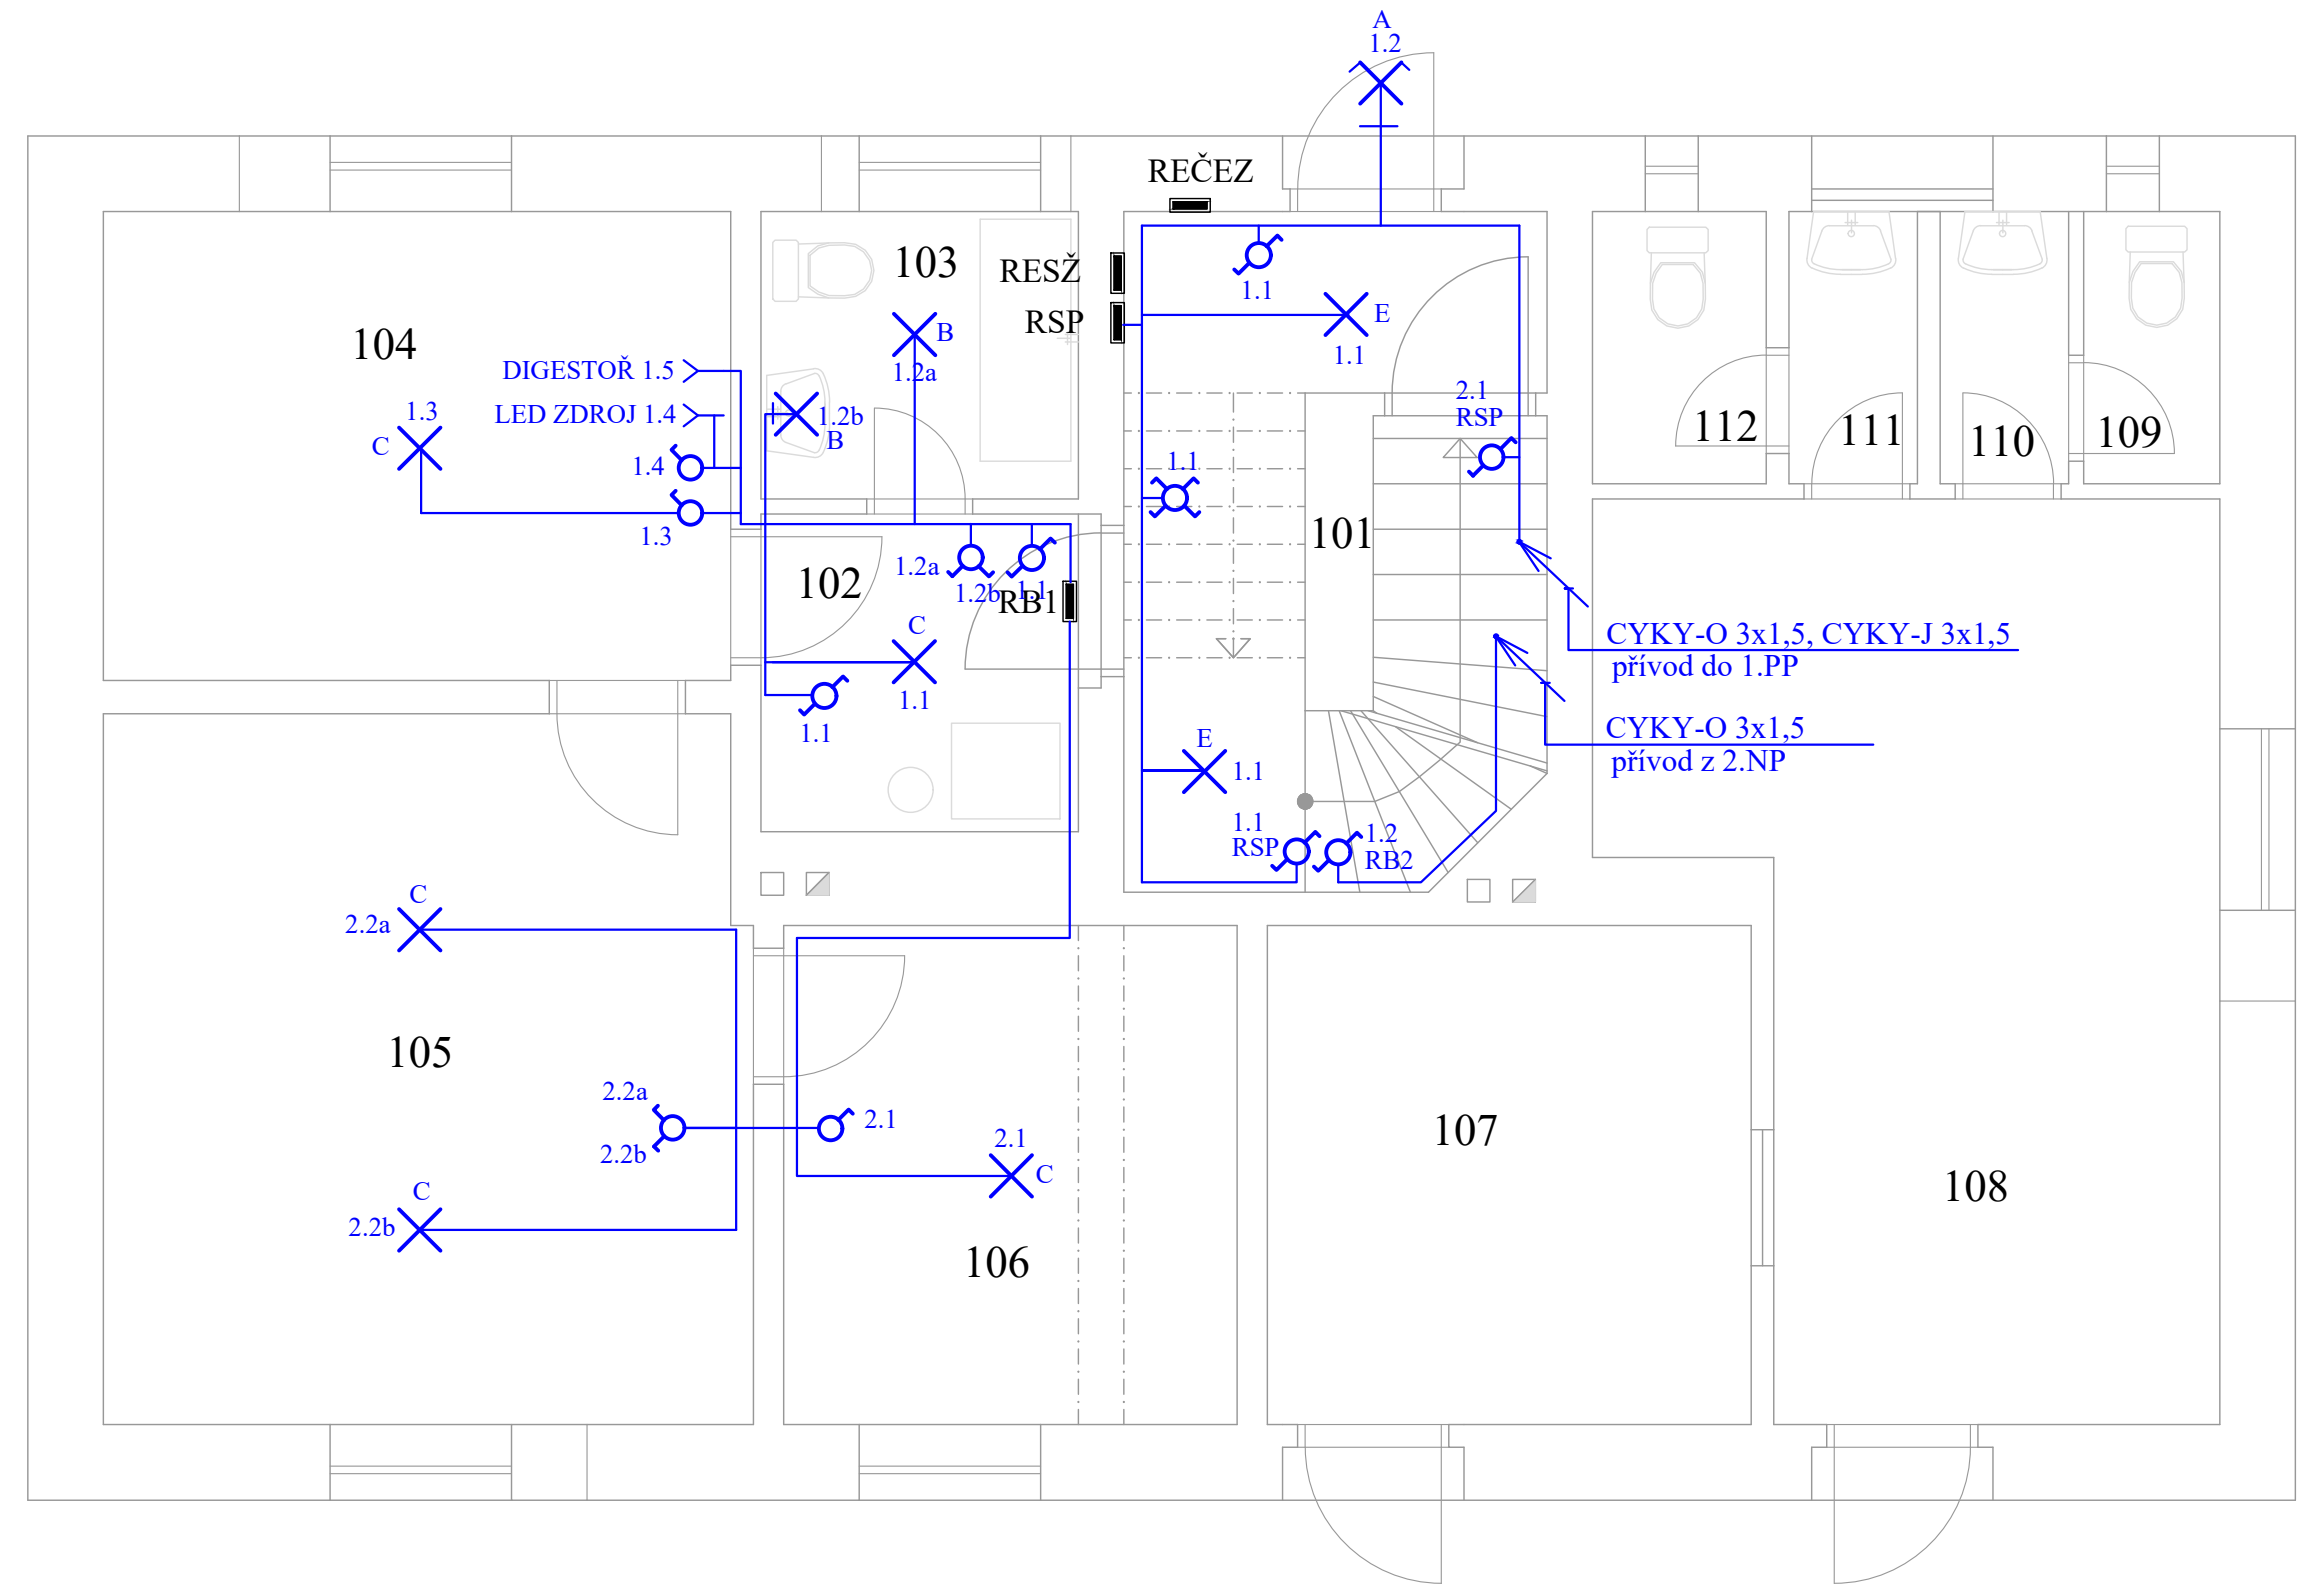 A
1.2
REČEZ
103
RESŽ
1.1
RSP
E
1.1
B
1.2a
104
DIGESTOŘ 1.5
LED ZDROJ 1.4
1.3
C
1.2b
B
1.4
1.3
2.1
RSP
112
111
110
109
1.1
101
102
1.2a
1.2b
1.1
RB1
C
1.1
1.1
CYKY-O 3x1,5, CYKY-J 3x1,5
přívod do 1.PP
CYKY-O 3x1,5
přívod z 2.NP
E
1.1
1.1
RSP
1.2
RB2
C
2.2a
105
2.2a
2.2b
2.1
2.1
C
C
2.2b
106
107
108